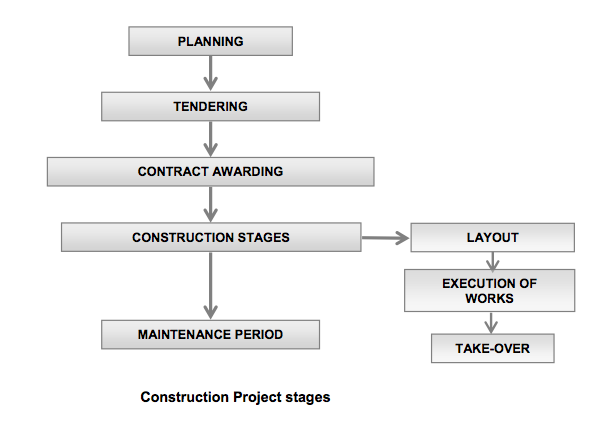 PLANNING
TENDERING
CONTRACT AWARDING
CONSTRUCTION STAGES
LAYOUT
EXECUTION OF
WORKS
MAINTENANCE PERIOD
TAKE-OVER
Construction Project stages